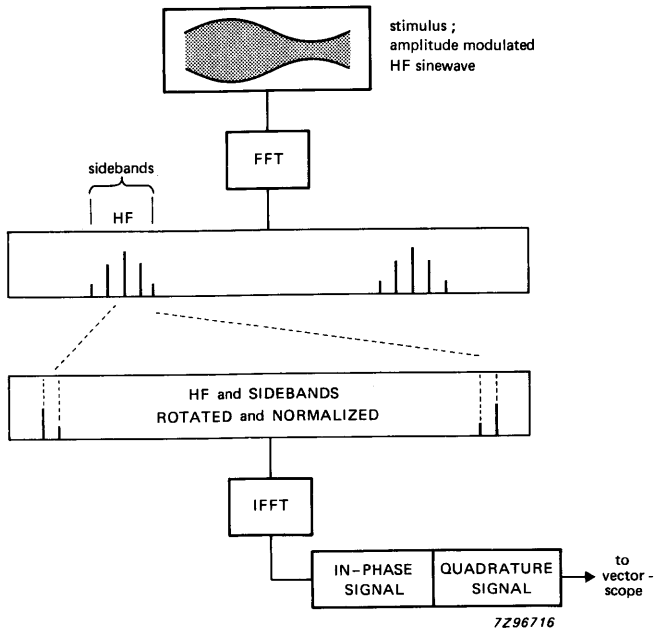 stimulus ;
amplitude modulated
HF sinewave
FFT
sidebands
HF
HF and SIDEBANDS
ROTATED and NORMALIZED
IFFT
IN-PHASE
SIGNAL
QUADRATURE
SIGNAL
to
vector-
scope
7Z96716